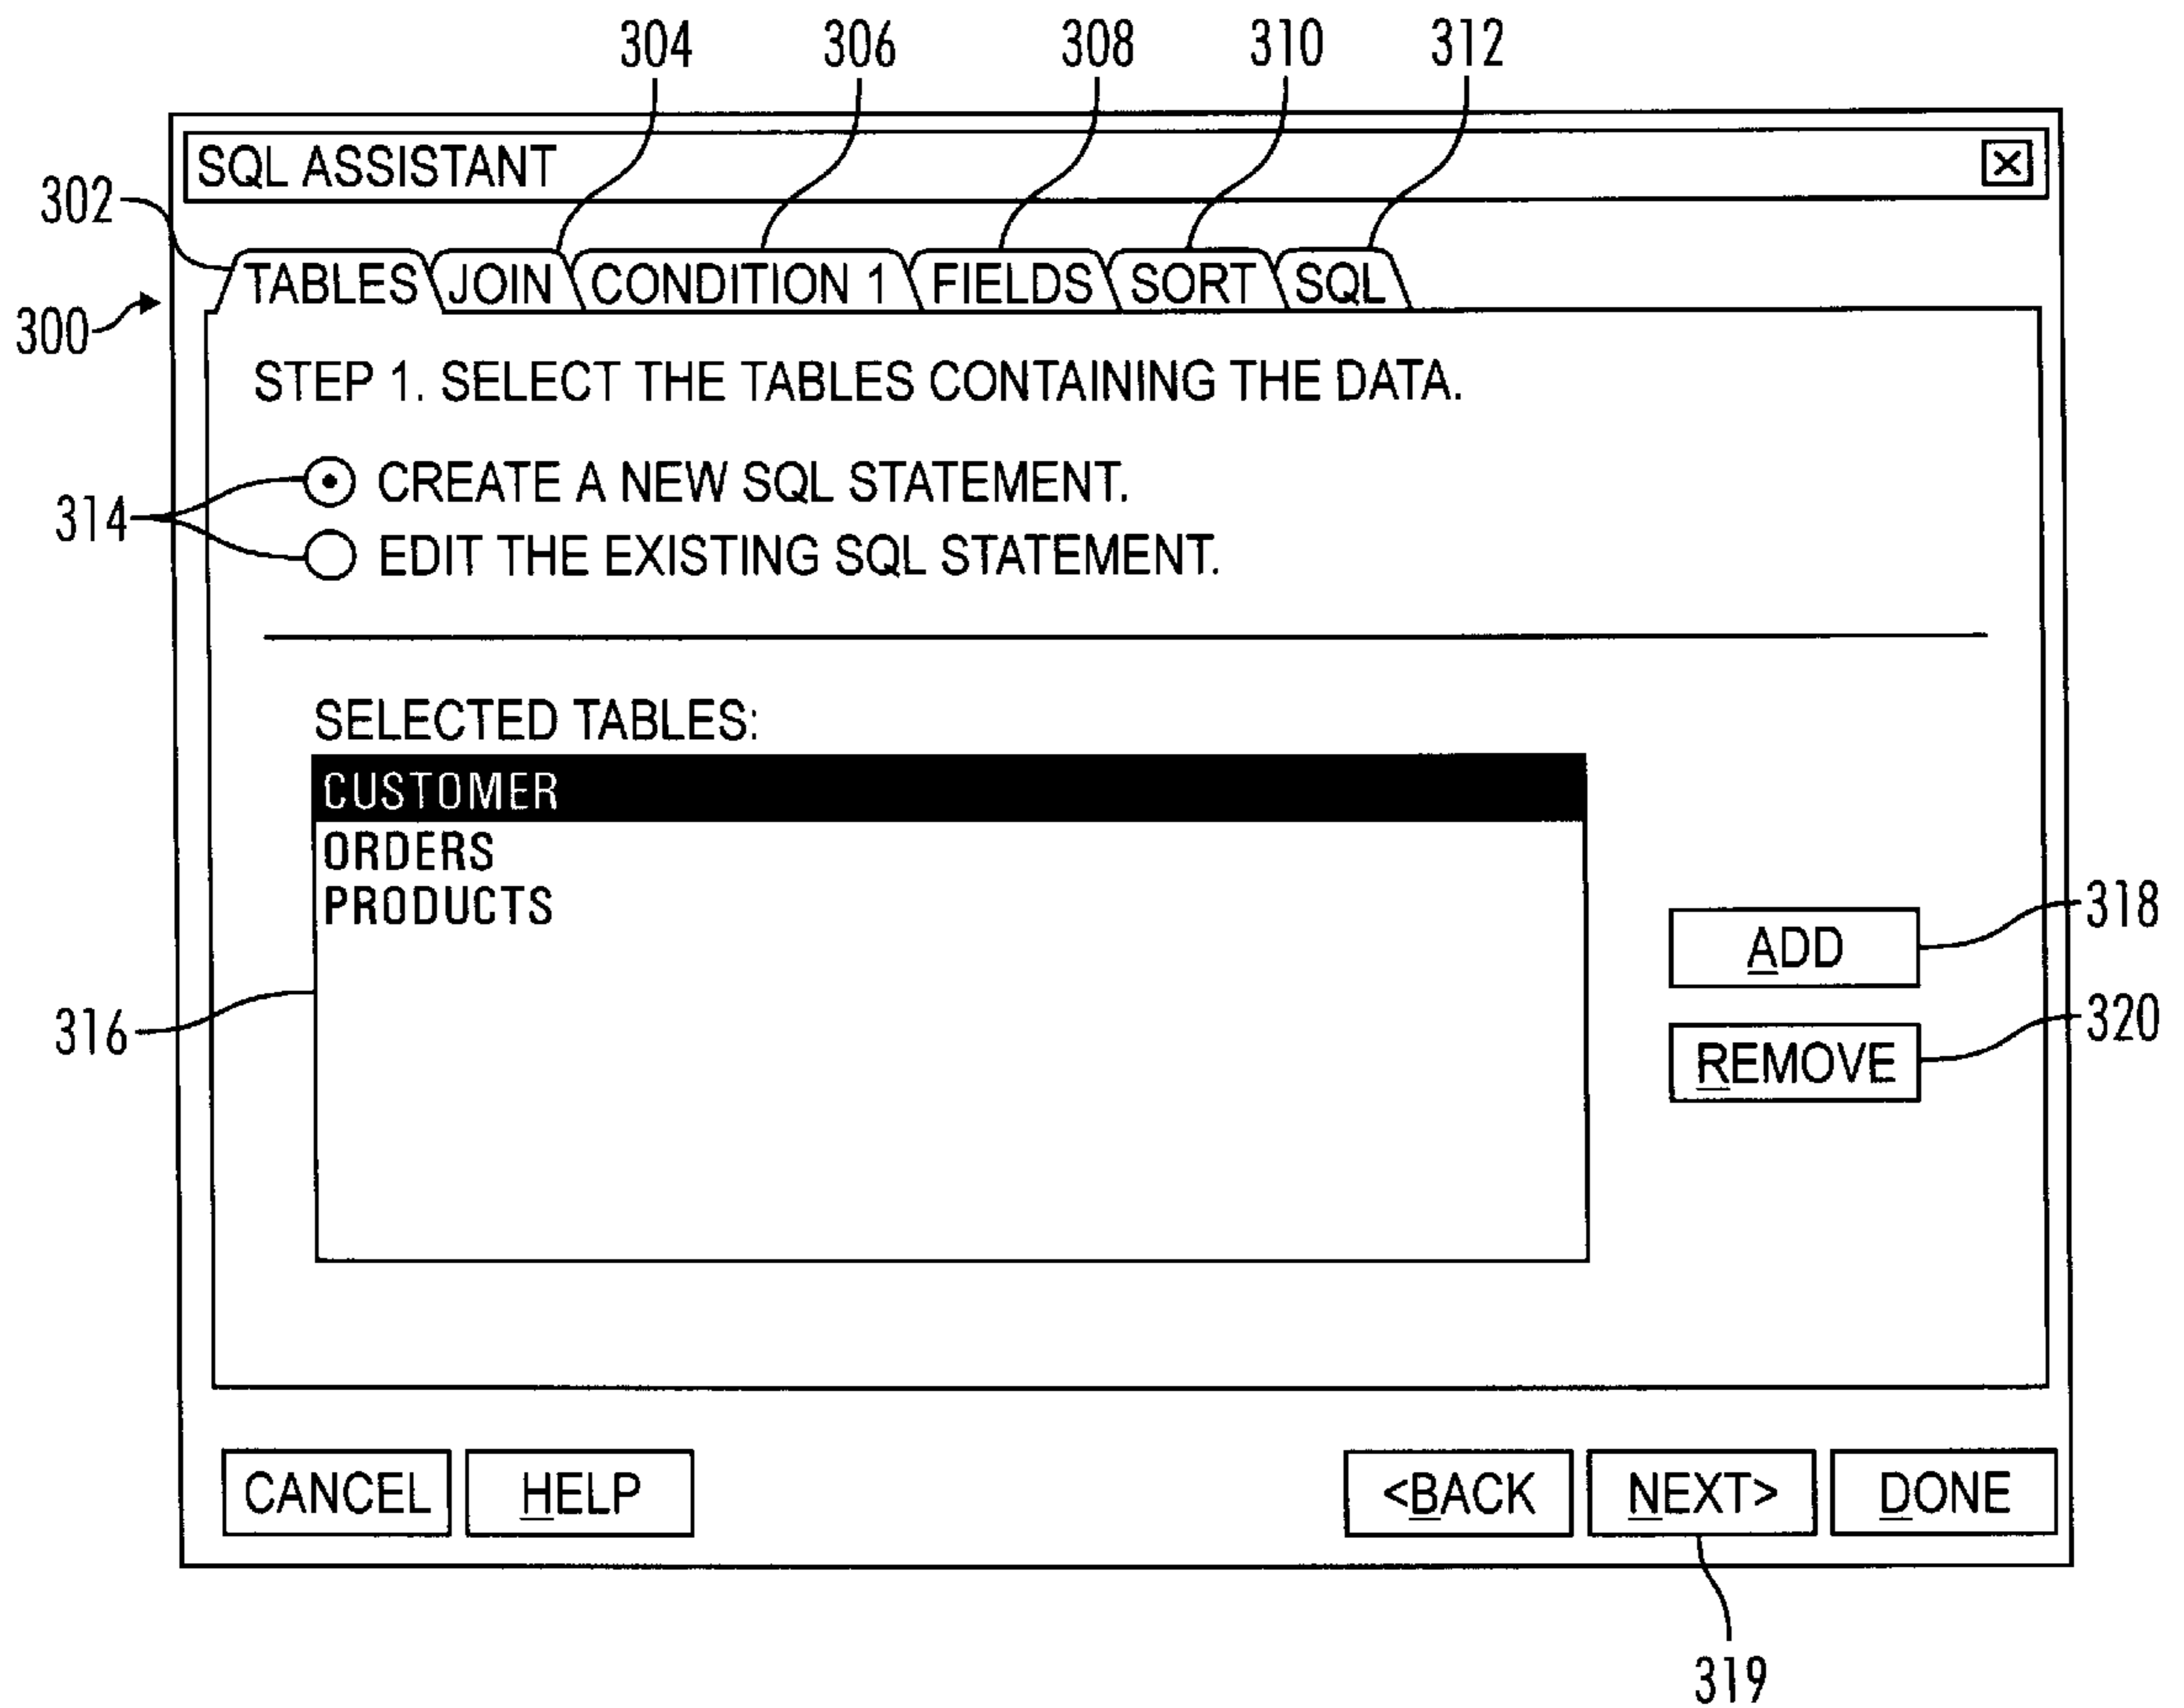 304 306 308 310 312
SQL ASSISTANT
302
TABLES JOIN CONDITION 1 FIELDS SORT SQL
300
STEP 1. SELECT THE TABLES CONTAINING THE DATA.
CREATE A NEW SQL STATEMENT.
314
EDIT THE EXISTING SQL STATEMENT.
SELECTED TABLES:
CUSTOMER
ORDERS
PRODUCTS
318
ADD
316
320
REMOVE
CANCEL HELP <BACK NEXT> DONE
319